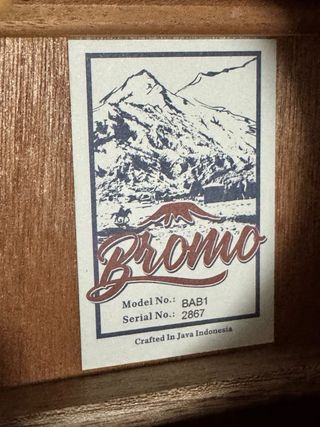 Bromo
Model No.: BAB1
Serial No.: 2867
Crafted In Java Indonesia